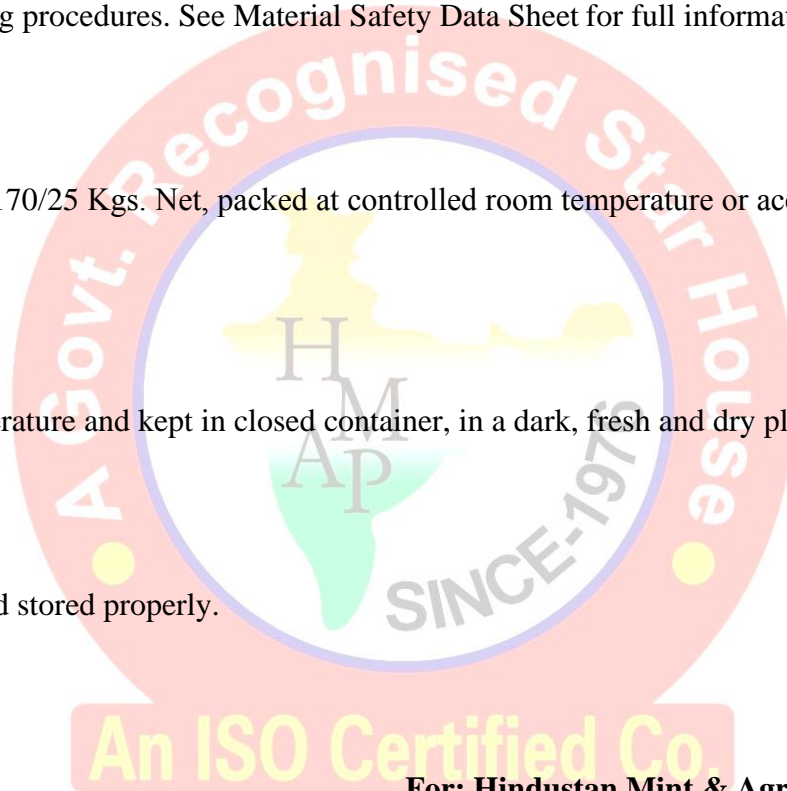 g procedures. See Material Safety Data Sheet for full informat
A Govt. Recognised Star House
170/25 Kgs. Net, packed at controlled room temperature or acc
H
M
erature and kept in closed container, in a dark, fresh and dry pl
AP
SINCE-1976
d stored properly.
An ISO Certified Co.
For: Hindustan Mint & Agr